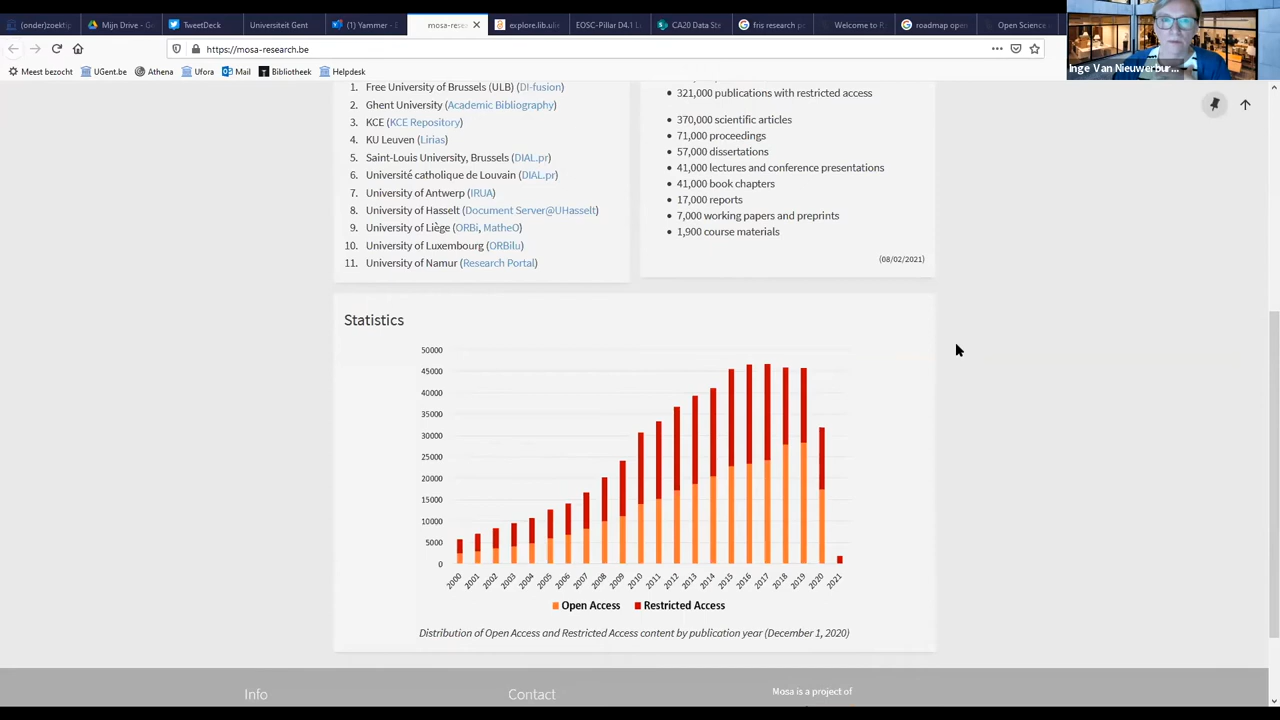 (onder)zoektip
Mijn Drive - G
TweetDeck
Universiteit Gent
(1) Yammer -
mosa-resea
explore.lib.u
EOSC-Pillar D4.1
CA20 Data Ste
fris research p
Welcome to
roadmap open
Open Science
https://mosa-research.be
Meest bezocht
UGent.be
Athena
Ufora
Mail
Bibliotheek
Helpdesk
Inge Van Nieuwerbur...
1. Free University of Brussels (ULB) (DI-fusion)
2. Ghent University (Academic Bibliography)
3. KCE (KCE Repository)
4. KU Leuven (Lirias)
5. Saint-Louis University, Brussels (DIAL.pr)
6. Université catholique de Louvain (DIAL.pr)
7. University of Antwerp (IRUA)
8. University of Hasselt (Document Server@UHasselt)
9. University of Liège (ORBi, MatheO)
10. University of Luxembourg (ORBilu)
11. University of Namur (Research Portal)
321,000 publications with restricted access
370,000 scientific articles
71,000 proceedings
57,000 dissertations
41,000 lectures and conference presentations
41,000 book chapters
17,000 reports
7,000 working papers and preprints
1,900 course materials
(08/02/2021)
Statistics
50000
45000
40000
35000
30000
25000
20000
15000
10000
5000
0
2000 2001 2002 2003 2004 2005 2006 2007 2008 2009 2010 2011 2012 2013 2014 2015 2016 2017 2018 2019 2020 2021
Open Access Restricted Access
Distribution of Open Access and Restricted Access content by publication year (December 1, 2020)
Info
Contact
Mosa is a project of